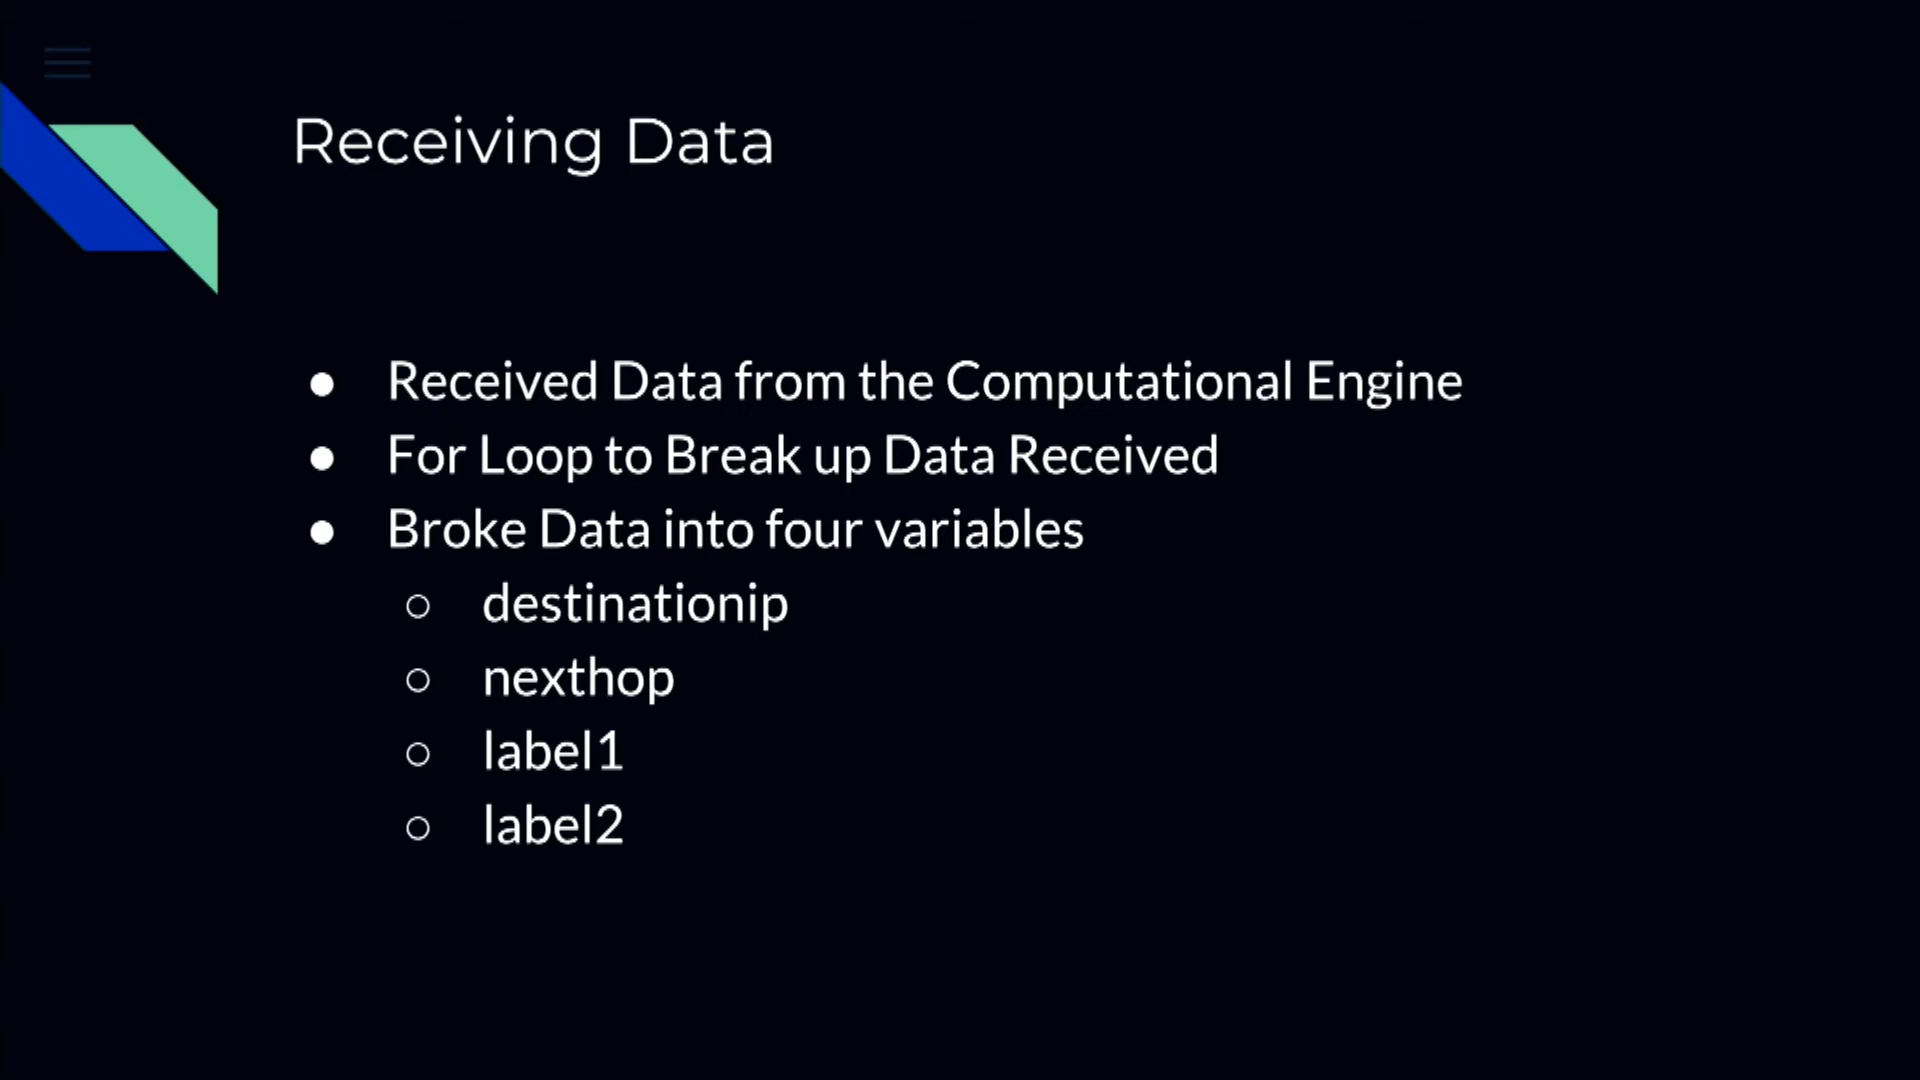 Receiving Data
● Received Data from the Computational Engine
● For Loop to Break up Data Received
● Broke Data into four variables
○ destinationip
○ nexthop
○ label1
○ label2